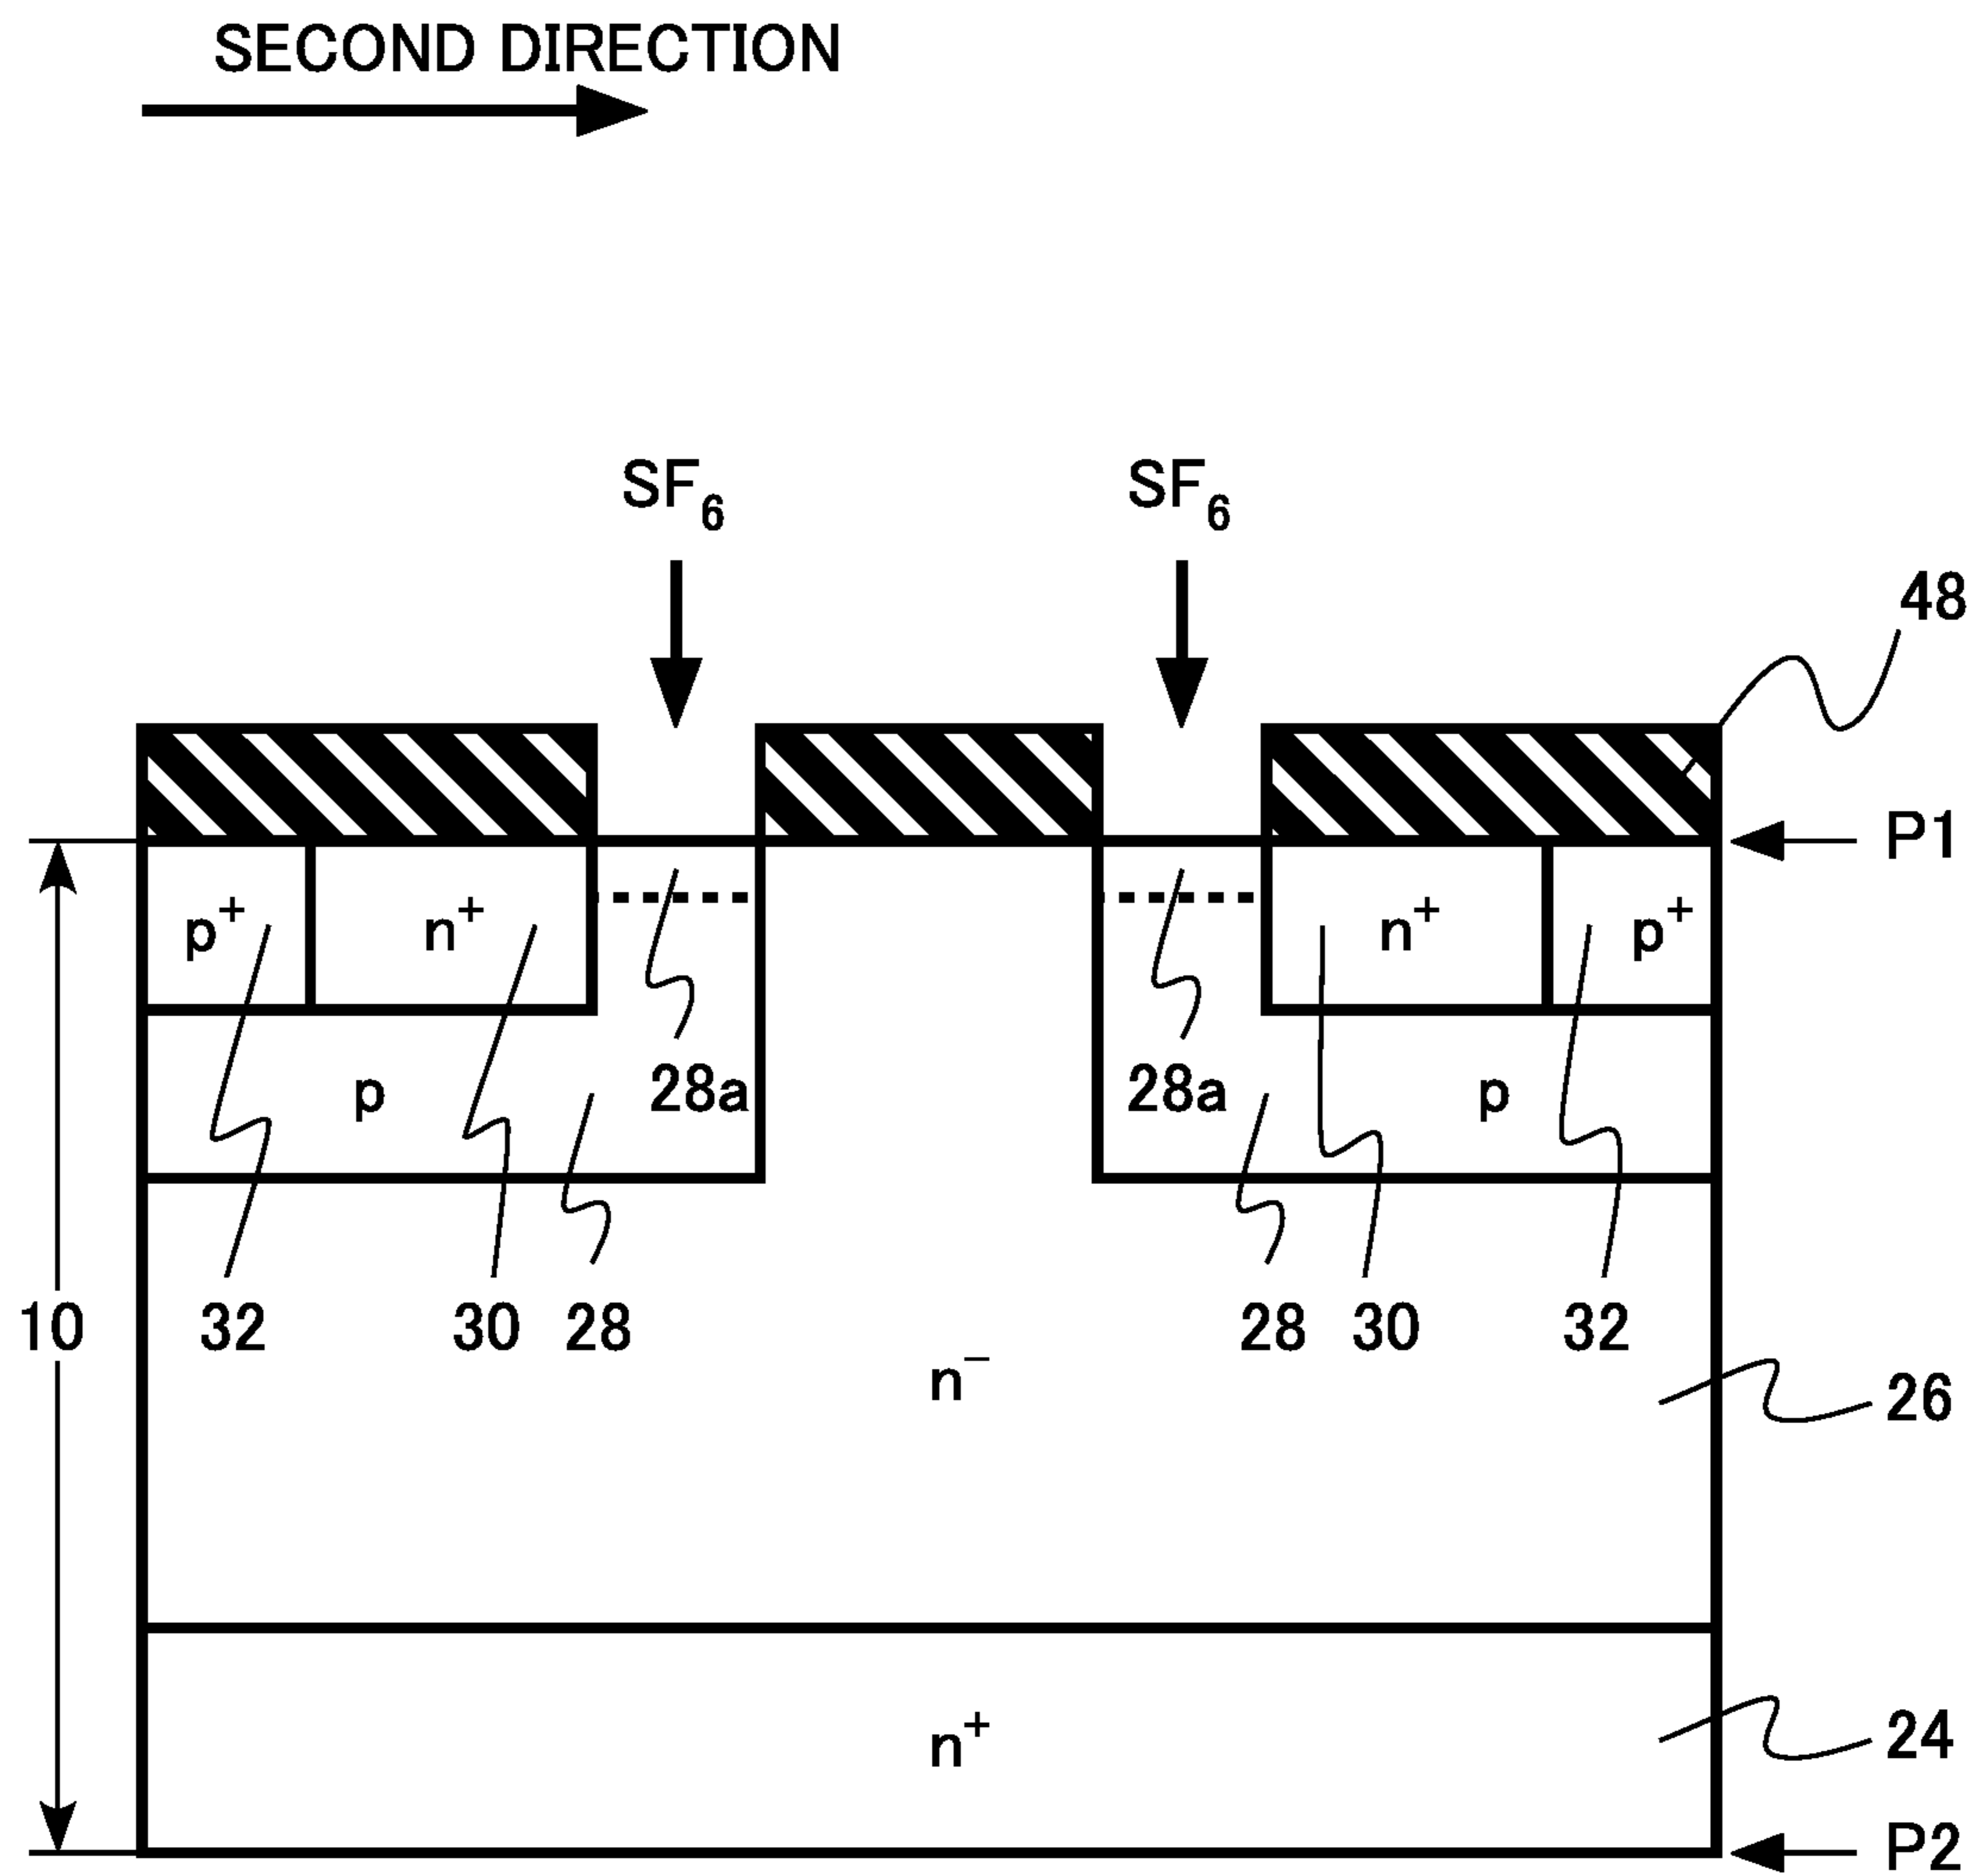 SECOND DIRECTION
SF6 SF6
48
P1
p+ n+ n+ p+
p 28a 28a p
10 32 30 28 28 30 32
n−
26
n+
24
P2